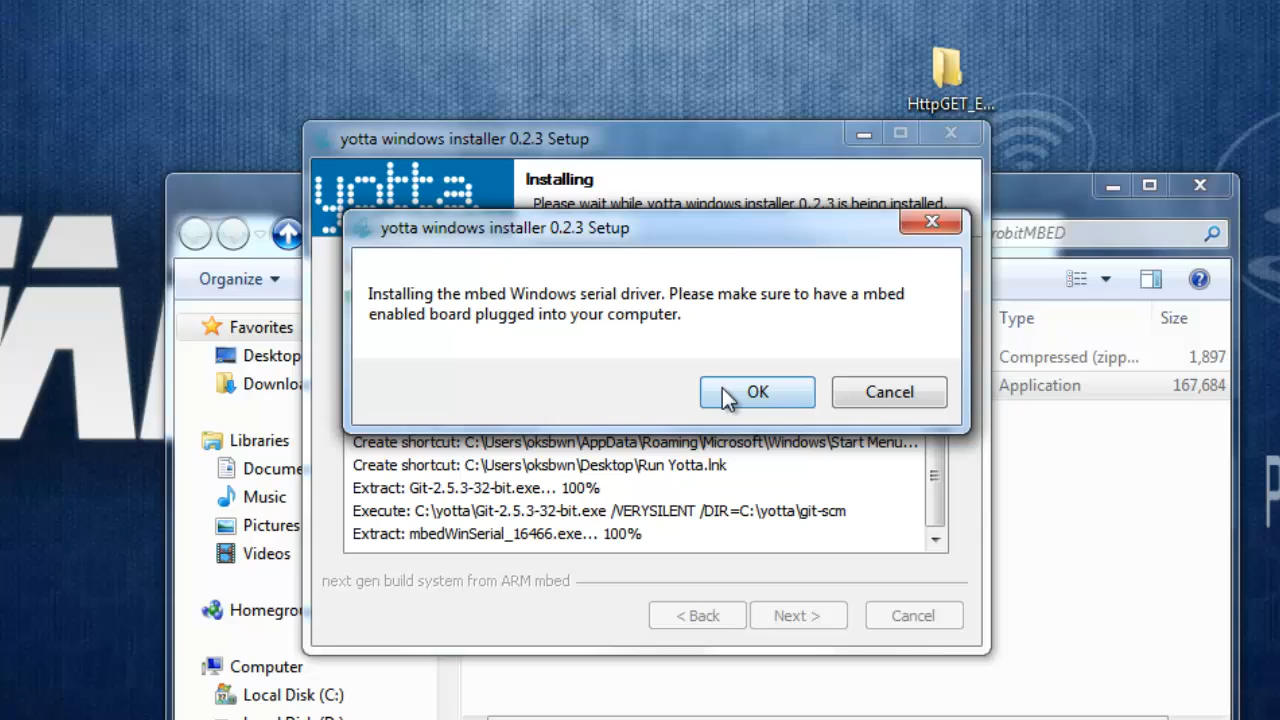 HttpGET_E...
yotta windows installer 0.2.3 Setup
yotta
Installing
Please wait while yotta windows installer 0.2.3 is being installed.
yotta windows installer 0.2.3 Setup
robitMBED
Organize
Installing the mbed Windows serial driver. Please make sure to have a mbed
enabled board plugged into your computer.
Type
Size
Favorites
Desktop
Compressed (zipp...
1,897
Downloa
OK
Cancel
Application
167,684
Libraries
Create shortcut: C:\Users\oksbwn\AppData\Roaming\Microsoft\Windows\Start Menu...
Docume
Create shortcut: C:\Users\oksbwn\Desktop\Run Yotta.lnk
Extract: Git-2.5.3-32-bit.exe... 100%
Music
Execute: C:\yotta\Git-2.5.3-32-bit.exe /VERYSILENT /DIR=C:\yotta\git-scm
Pictures
Extract: mbedWinSerial_16466.exe... 100%
Videos
next gen build system from ARM mbed
Homegrou
< Back
Next >
Cancel
Computer
Local Disk (C:)